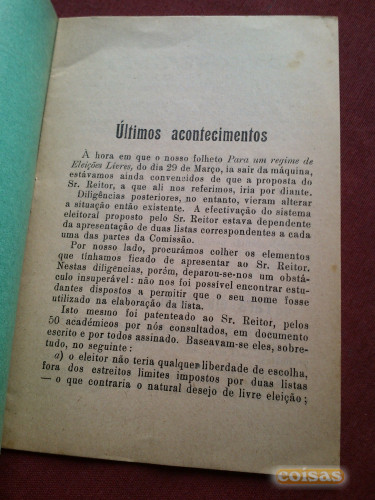 Últimos acontecimentos
À hora em que o nosso folheto Para um regime de
Eleições Livres, do dia 29 de Março, ia sair da máquina,
estávamos ainda convencidos de que a proposta do
Sr. Reitor, a que ali nos referimos, iria por diante.
Diligências posteriores, no entanto, vieram alterar
a situação então existente. A efectivação do sistema
eleitoral proposto pelo Sr. Reitor estava dependente
da apresentação de duas listas correspondentes a cada
uma das partes da Comissão.
Por nosso lado, procurámos colher os elementos
que tínhamos ficado de apresentar ao Sr. Reitor.
Nestas diligências, porém, deparou-se-nos um obstá-
culo insuperável: não nos foi possível encontrar estu-
dantes dispostos a permitir que o seu nome fosse
utilizado na elaboração da lista.
Isto mesmo foi patenteado ao Sr. Reitor, pelos
50 académicos por nós consultados, em documento
escrito e por todos assinado. Baseavam-se eles, sobre-
tudo, no seguinte :
a) o eleitor não teria qualquer liberdade de escolha,
fora dos estreitos limites impostos por duas listas
— o que contraria o natural desejo de livre eleição ;
coisas